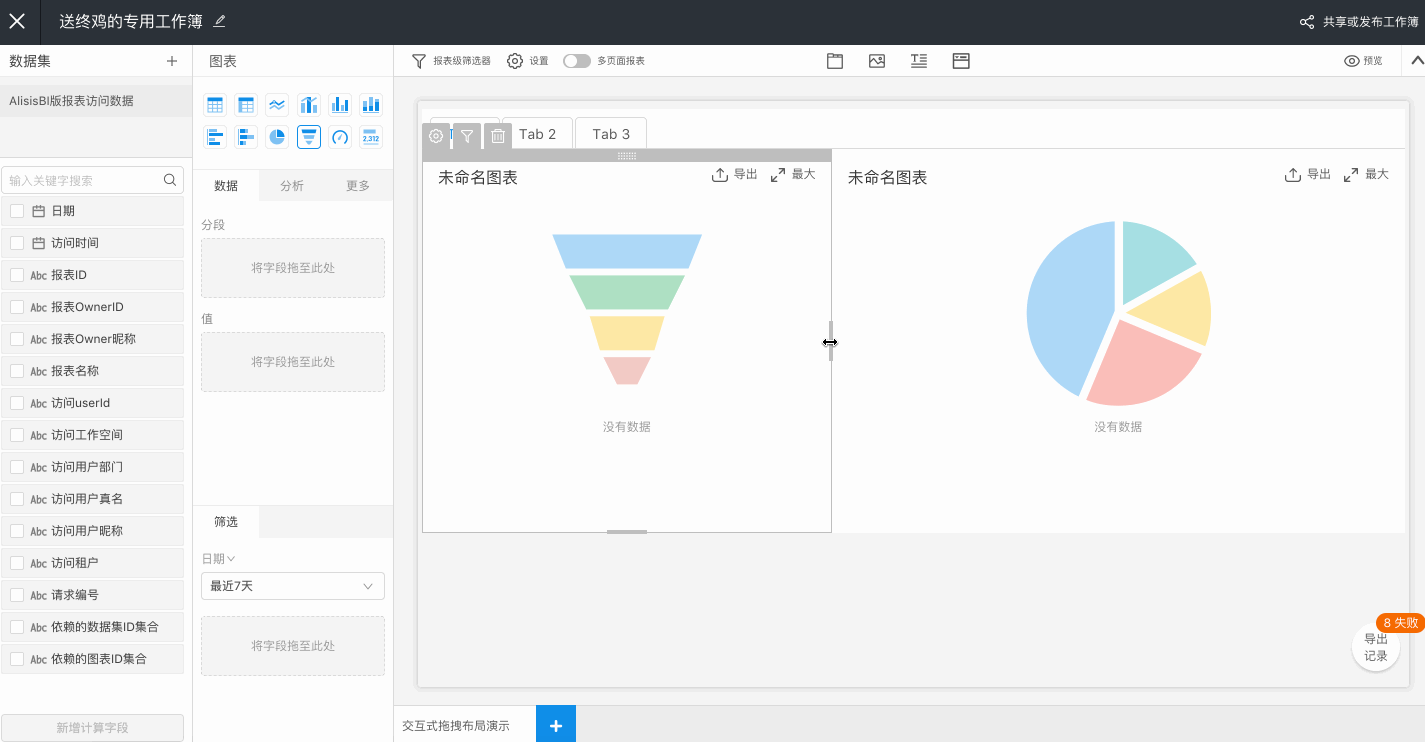 送终鸡的专用工作簿
共享或发布工作簿
数据集
图表
报表级筛选器
设置
多页面报表
预览
AlisisBI版报表访问数据
2,312
输入关键字搜索
日期
访问时间
Abc 报表ID
Abc 报表OwnerID
Abc 报表Owner昵称
Abc 报表名称
Abc 访问userId
Abc 访问工作空间
Abc 访问用户部门
Abc 访问用户真名
Abc 访问用户昵称
Abc 访问租户
Abc 请求编号
Abc 依赖的数据集ID集合
Abc 依赖的图表ID集合
新增计算字段
数据 分析 更多
分段
将字段拖至此处
值
将字段拖至此处
筛选
日期
最近7天
将字段拖至此处
Tab 2 Tab 3
未命名图表 导出 最大
没有数据
未命名图表 导出 最大
没有数据
8 失败
导出
记录
交互式拖拽布局演示